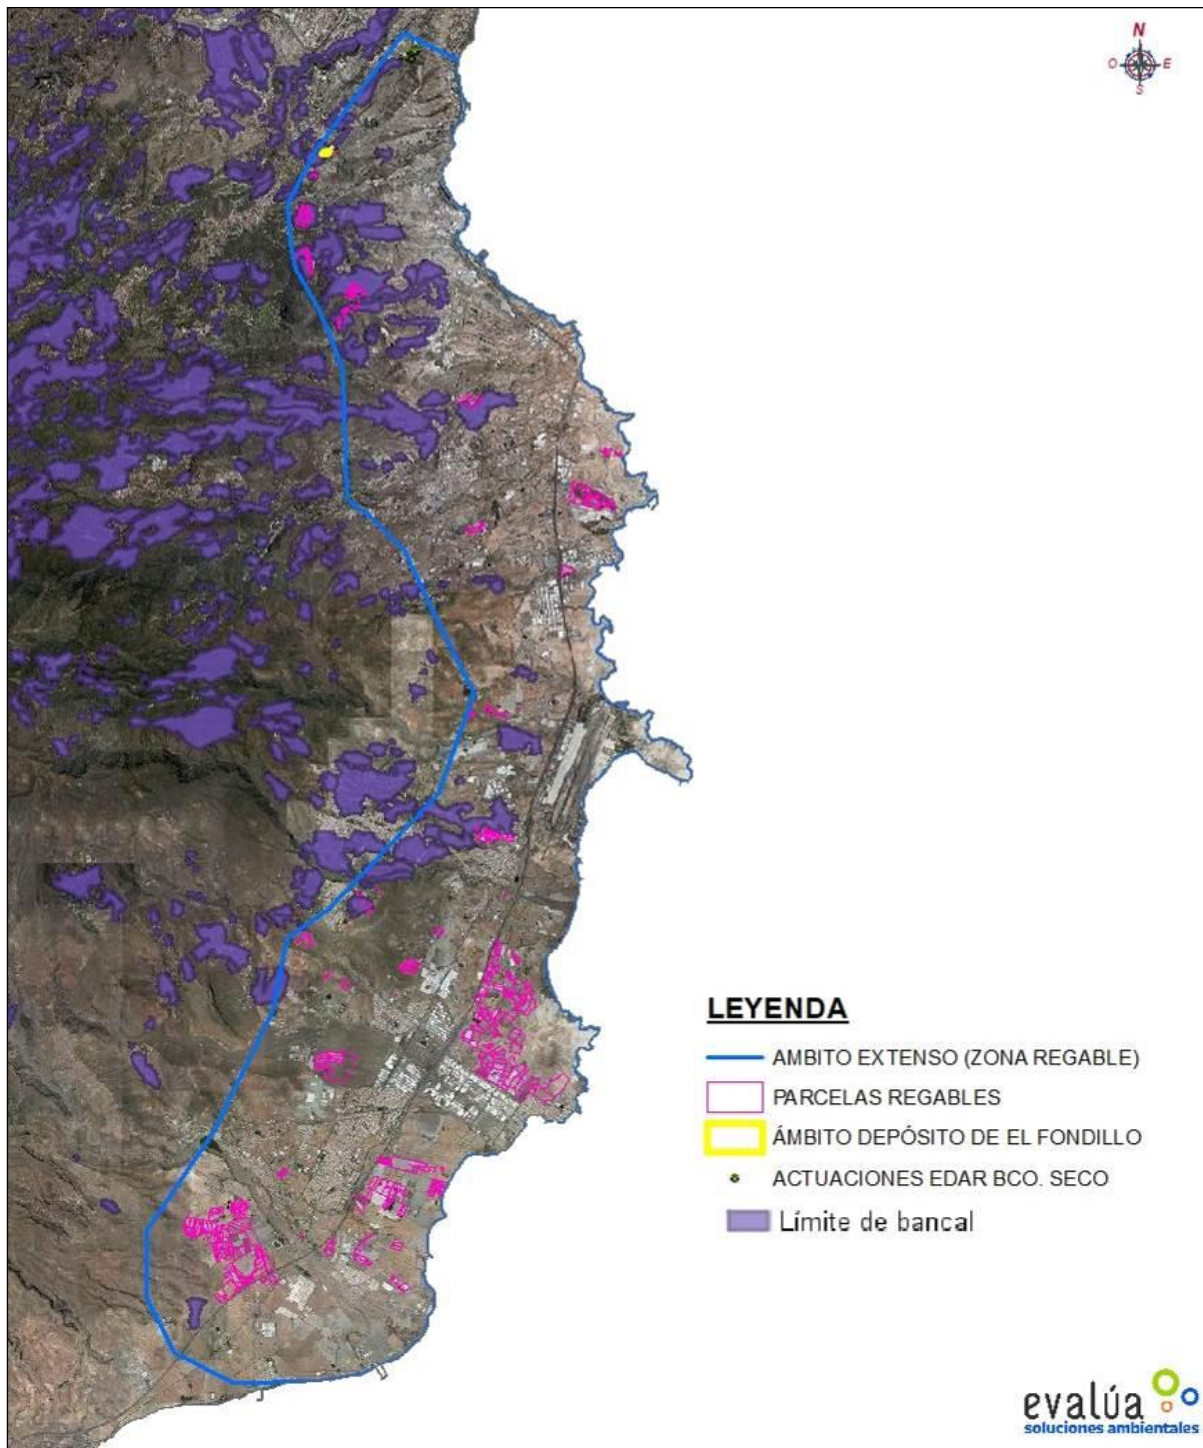 N
O E
S
LEYENDA
AMBITO EXTENSO (ZONA REGABLE)
PARCELAS REGABLES
ÁMBITO DEPÓSITO DE EL FONDILLO
ACTUACIONES EDAR BCO. SECO
Límite de bancal
evalúa
soluciones ambientales